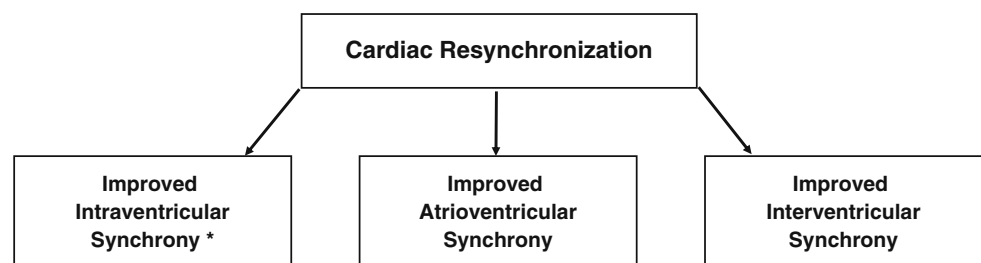 Cardiac Resynchronization
Improved
Intraventricular
Synchrony *
Improved
Atrioventricular
Synchrony
Improved
Interventricular
Synchrony